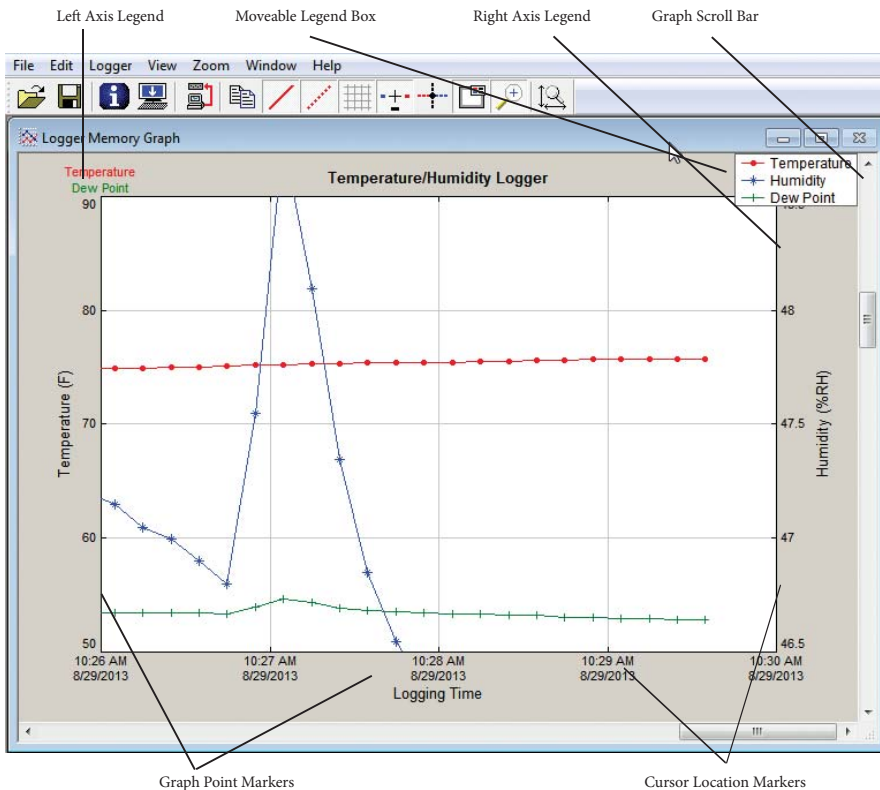 Left Axis Legend
Moveable Legend Box
Right Axis Legend
Graph Scroll Bar
File Edit Logger View Zoom Window Help
Logger Memory Graph
Temperature
Dew Point
Temperature/Humidity Logger
Temperature
Humidity
Dew Point
90
80
70
60
50
Temperature (F)
48
47.5
47
46.5
Humidity (%RH)
10:26 AM 10:27 AM 10:28 AM 10:29 AM 10:30 AM
8/29/2013 8/29/2013 8/29/2013 8/29/2013 8/29/2013
Logging Time
Graph Point Markers
Cursor Location Markers